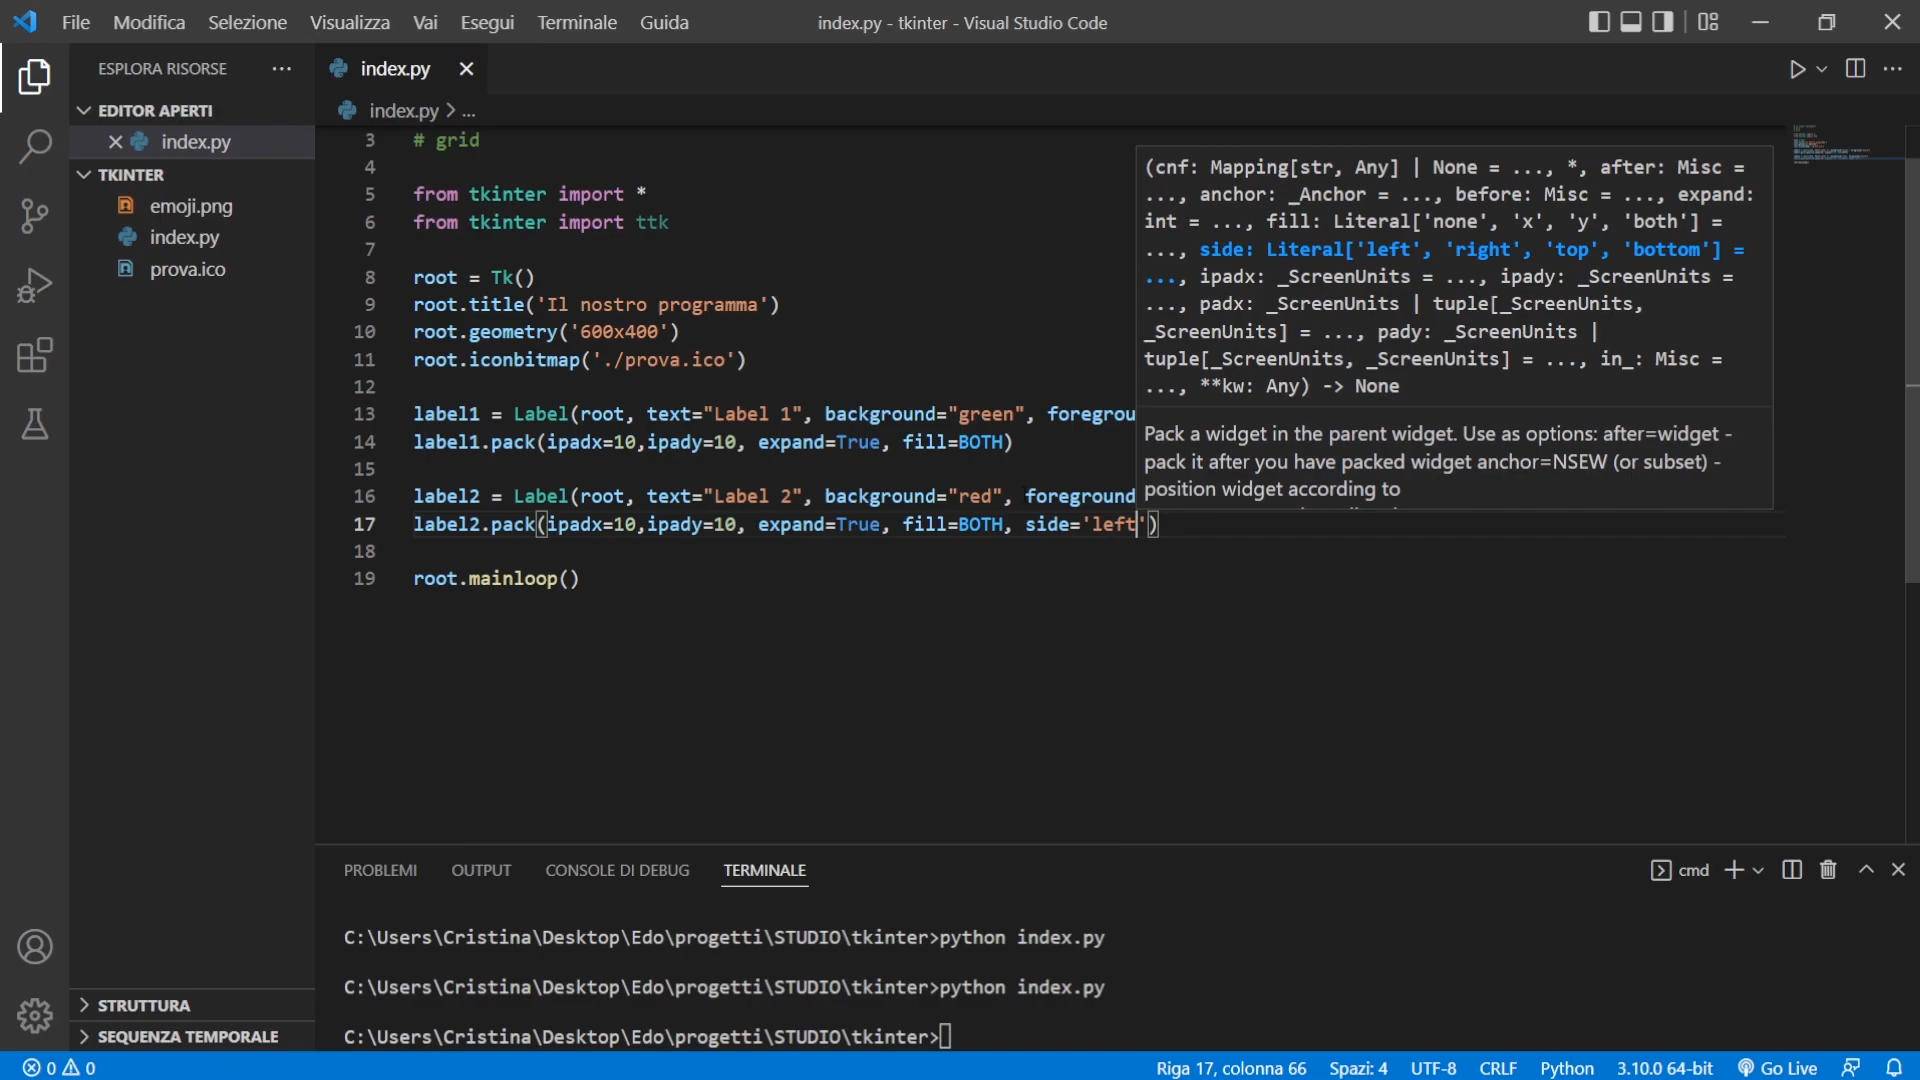 File Modifica Selezione Visualizza Vai Esegui Terminale Guida index.py - tkinter - Visual Studio Code
ESPLORA RISORSE ...
EDITOR APERTI
index.py
TKINTER
emoji.png
index.py
prova.ico
STRUTTURA
SEQUENZA TEMPORALE
index.py
index.py > ...
3 # grid
4
5 from tkinter import *
6 from tkinter import ttk
7
8 root = Tk()
9 root.title('Il nostro programma')
10 root.geometry('600x400')
11 root.iconbitmap('./prova.ico')
12
13 label1 = Label(root, text="Label 1", background="green", foregrou
14 label1.pack(ipadx=10,ipady=10, expand=True, fill=BOTH)
15
16 label2 = Label(root, text="Label 2", background="red", foreground
17 label2.pack(ipadx=10,ipady=10, expand=True, fill=BOTH, side='left')
18
19 root.mainloop()
(cnf: Mapping[str, Any] | None = ..., *, after: Misc =
..., anchor: _Anchor = ..., before: Misc = ..., expand:
int = ..., fill: Literal['none', 'x', 'y', 'both'] =
..., side: Literal['left', 'right', 'top', 'bottom'] =
..., ipadx: _ScreenUnits = ..., ipady: _ScreenUnits =
..., padx: _ScreenUnits | tuple[_ScreenUnits,
_ScreenUnits] = ..., pady: _ScreenUnits |
tuple[_ScreenUnits, _ScreenUnits] = ..., in_: Misc =
..., **kw: Any) -> None
Pack a widget in the parent widget. Use as options: after=widget -
pack it after you have packed widget anchor=NSEW (or subset) -
position widget according to
PROBLEMI OUTPUT CONSOLE DI DEBUG TERMINALE cmd
C:\Users\Cristina\Desktop\Edo\progetti\STUDIO\tkinter>python index.py
C:\Users\Cristina\Desktop\Edo\progetti\STUDIO\tkinter>python index.py
C:\Users\Cristina\Desktop\Edo\progetti\STUDIO\tkinter>
0 0 Riga 17, colonna 66 Spazi: 4 UTF-8 CRLF Python 3.10.0 64-bit Go Live